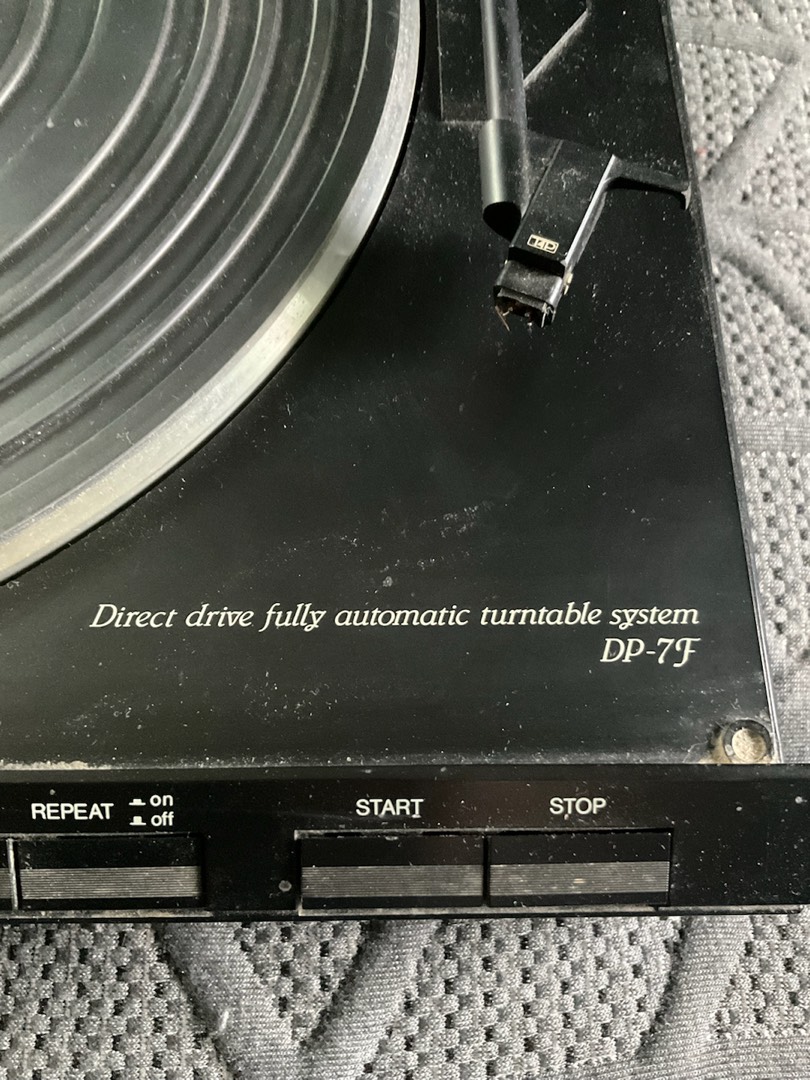 Direct drive fully automatic turntable system
DP-7F
REPEAT
on
off
START
STOP